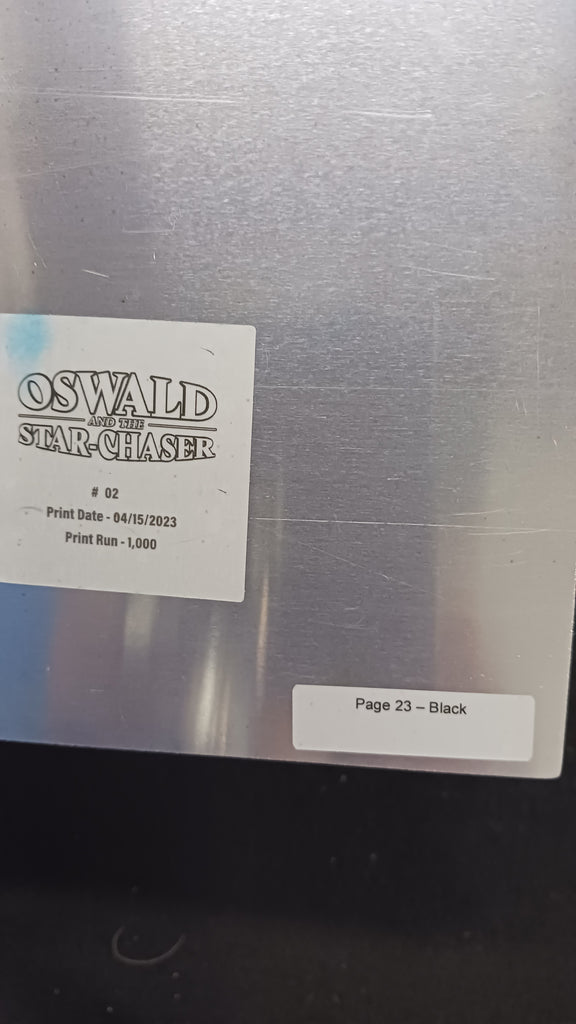 OSWALD
AND THE
STAR-CHASER
# 02
Print Date - 04/15/2023
Print Run - 1,000
Page 23 – Black